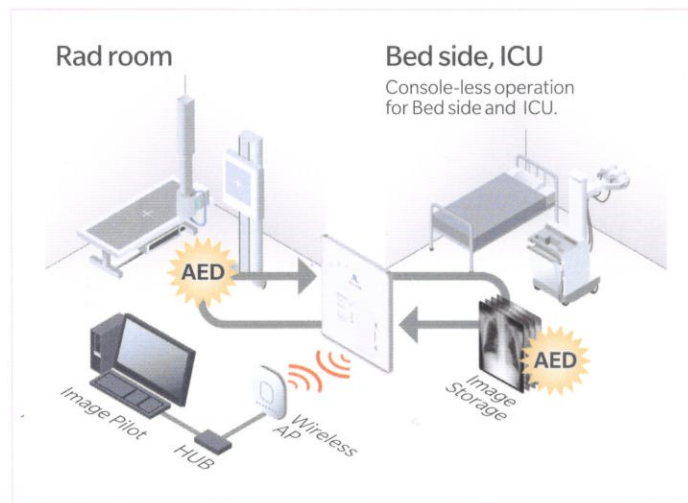 Rad room
Bed side, ICU
Console-less operation
for Bed side and ICU.
AED
AED
Image
Storage
Image Pilot
HUB
Wireless
AP